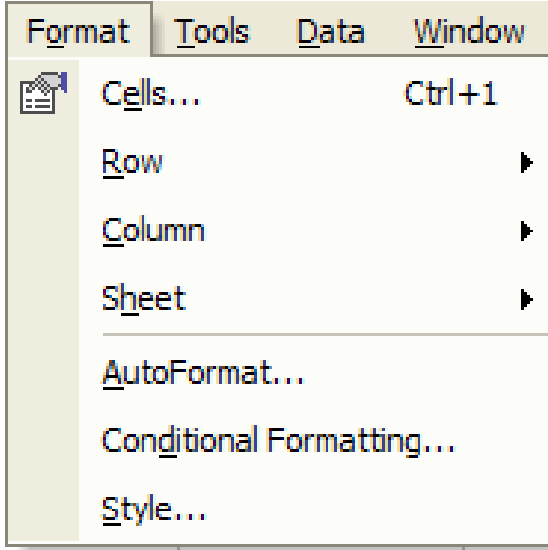 Format Tools Data Window
Cells... Ctrl+1
Row
Column
Sheet
AutoFormat...
Conditional Formatting...
Style...